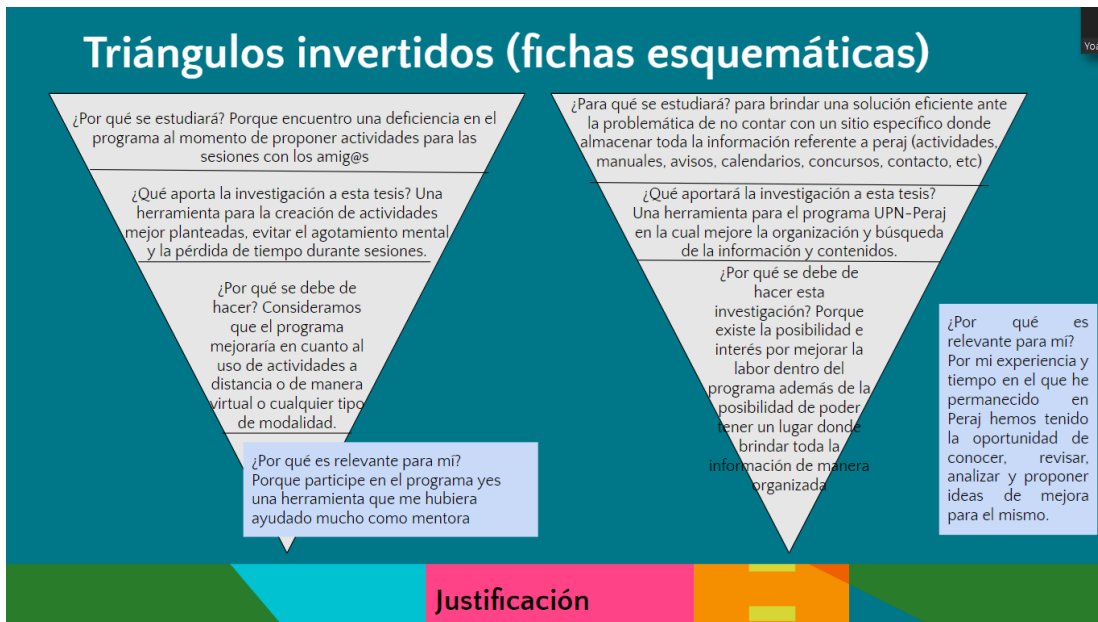 Triángulos invertidos (fichas esquemáticas)
Yoa
¿Por qué se estudiará? Porque encuentro una deficiencia en el
programa al momento de proponer actividades para las
sesiones con los amig@s
¿Qué aporta la investigación a esta tesis? Una
herramienta para la creación de actividades
mejor planteadas, evitar el agotamiento mental
y la pérdida de tiempo durante sesiones.
¿Por qué se debe de
hacer? Consideramos
que el programa
mejoraría en cuanto al
uso de actividades a
distancia o de manera
virtual o cualquier tipo
de modalidad.
¿Por qué es relevante para mí?
Porque participe en el programa yes
una herramienta que me hubiera
ayudado mucho como mentora
¿Para qué se estudiará? para brindar una solución eficiente ante
la problemática de no contar con un sitio específico donde
almacenar toda la información referente a peraj (actividades,
manuales, avisos, calendarios, concursos, contacto, etc)
¿Qué aportará la investigación a esta tesis?
Una herramienta para el programa UPN-Peraj
en la cual mejore la organización y búsqueda
de la información y contenidos.
¿Por qué se debe de
hacer esta
investigación? Porque
existe la posibilidad e
interés por mejorar la
labor dentro del
programa además de la
posibilidad de poder
tener un lugar donde
brindar toda la
información de manera
organizada
¿Por qué es
relevante para mí?
Por mi experiencia y
tiempo en el que he
permanecido en
Peraj hemos tenido
la oportunidad de
conocer, revisar,
analizar y proponer
ideas de mejora
para el mismo.
Justificación